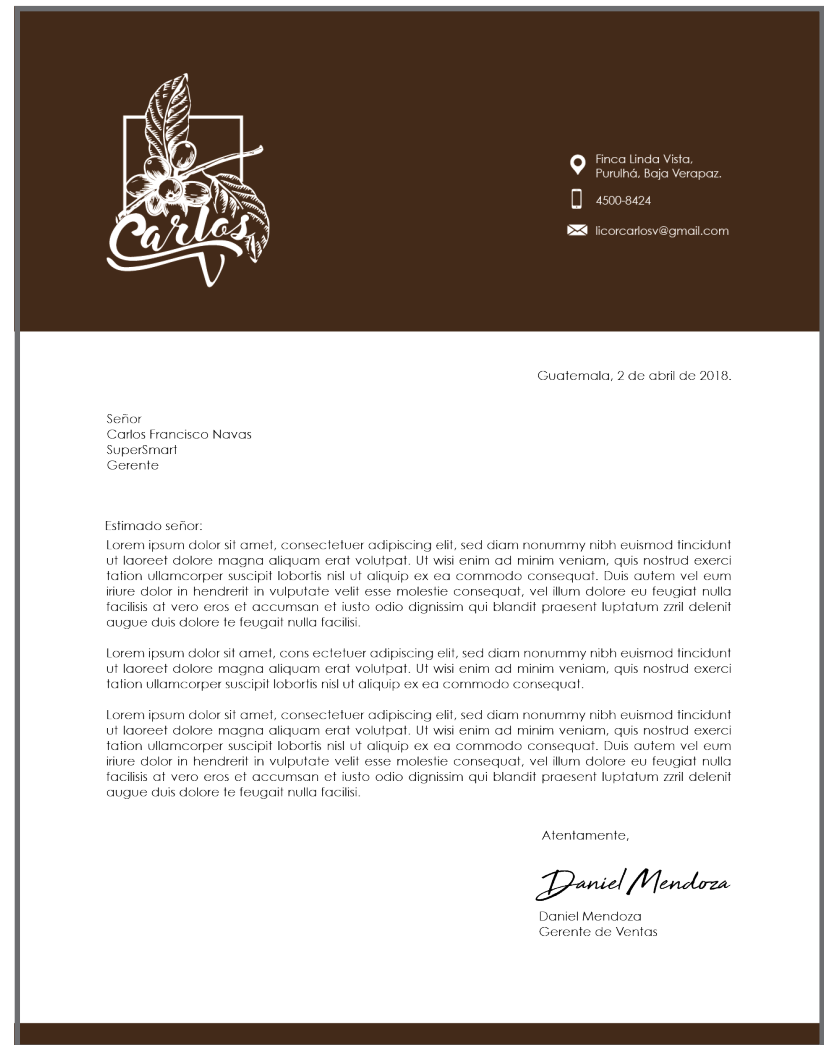 Carlos V
Finca Linda Vista,
Purulhá, Baja Verapaz.
4500-8424
licorcarlosv@gmail.com
Guatemala, 2 de abril de 2018.
Señor
Carlos Francisco Navas
SuperSmart
Gerente
Estimado señor:
Lorem ipsum dolor sit amet, consectetuer adipiscing elit, sed diam nonummy nibh euismod tincidunt
ut laoreet dolore magna aliquam erat volutpat. Ut wisi enim ad minim veniam, quis nostrud exerci
tation ullamcorper suscipit lobortis nisl ut aliquip ex ea commodo consequat. Duis autem vel eum
iriure dolor in hendrerit in vulputate velit esse molestie consequat, vel illum dolore eu feugiat nulla
facilisis at vero eros et accumsan et iusto odio dignissim qui blandit praesent luptatum zzril delenit
augue duis dolore te feugait nulla facilisi.
Lorem ipsum dolor sit amet, cons ectetuer adipiscing elit, sed diam nonummy nibh euismod tincidunt
ut laoreet dolore magna aliquam erat volutpat. Ut wisi enim ad minim veniam, quis nostrud exerci
tation ullamcorper suscipit lobortis nisl ut aliquip ex ea commodo consequat.
Lorem ipsum dolor sit amet, consectetuer adipiscing elit, sed diam nonummy nibh euismod tincidunt
ut laoreet dolore magna aliquam erat volutpat. Ut wisi enim ad minim veniam, quis nostrud exerci
tation ullamcorper suscipit lobortis nisl ut aliquip ex ea commodo consequat. Duis autem vel eum
iriure dolor in hendrerit in vulputate velit esse molestie consequat, vel illum dolore eu feugiat nulla
facilisis at vero eros et accumsan et iusto odio dignissim qui blandit praesent luptatum zzril delenit
augue duis dolore te feugait nulla facilisi.
Atentamente,
Daniel Mendoza
Daniel Mendoza
Gerente de Ventas